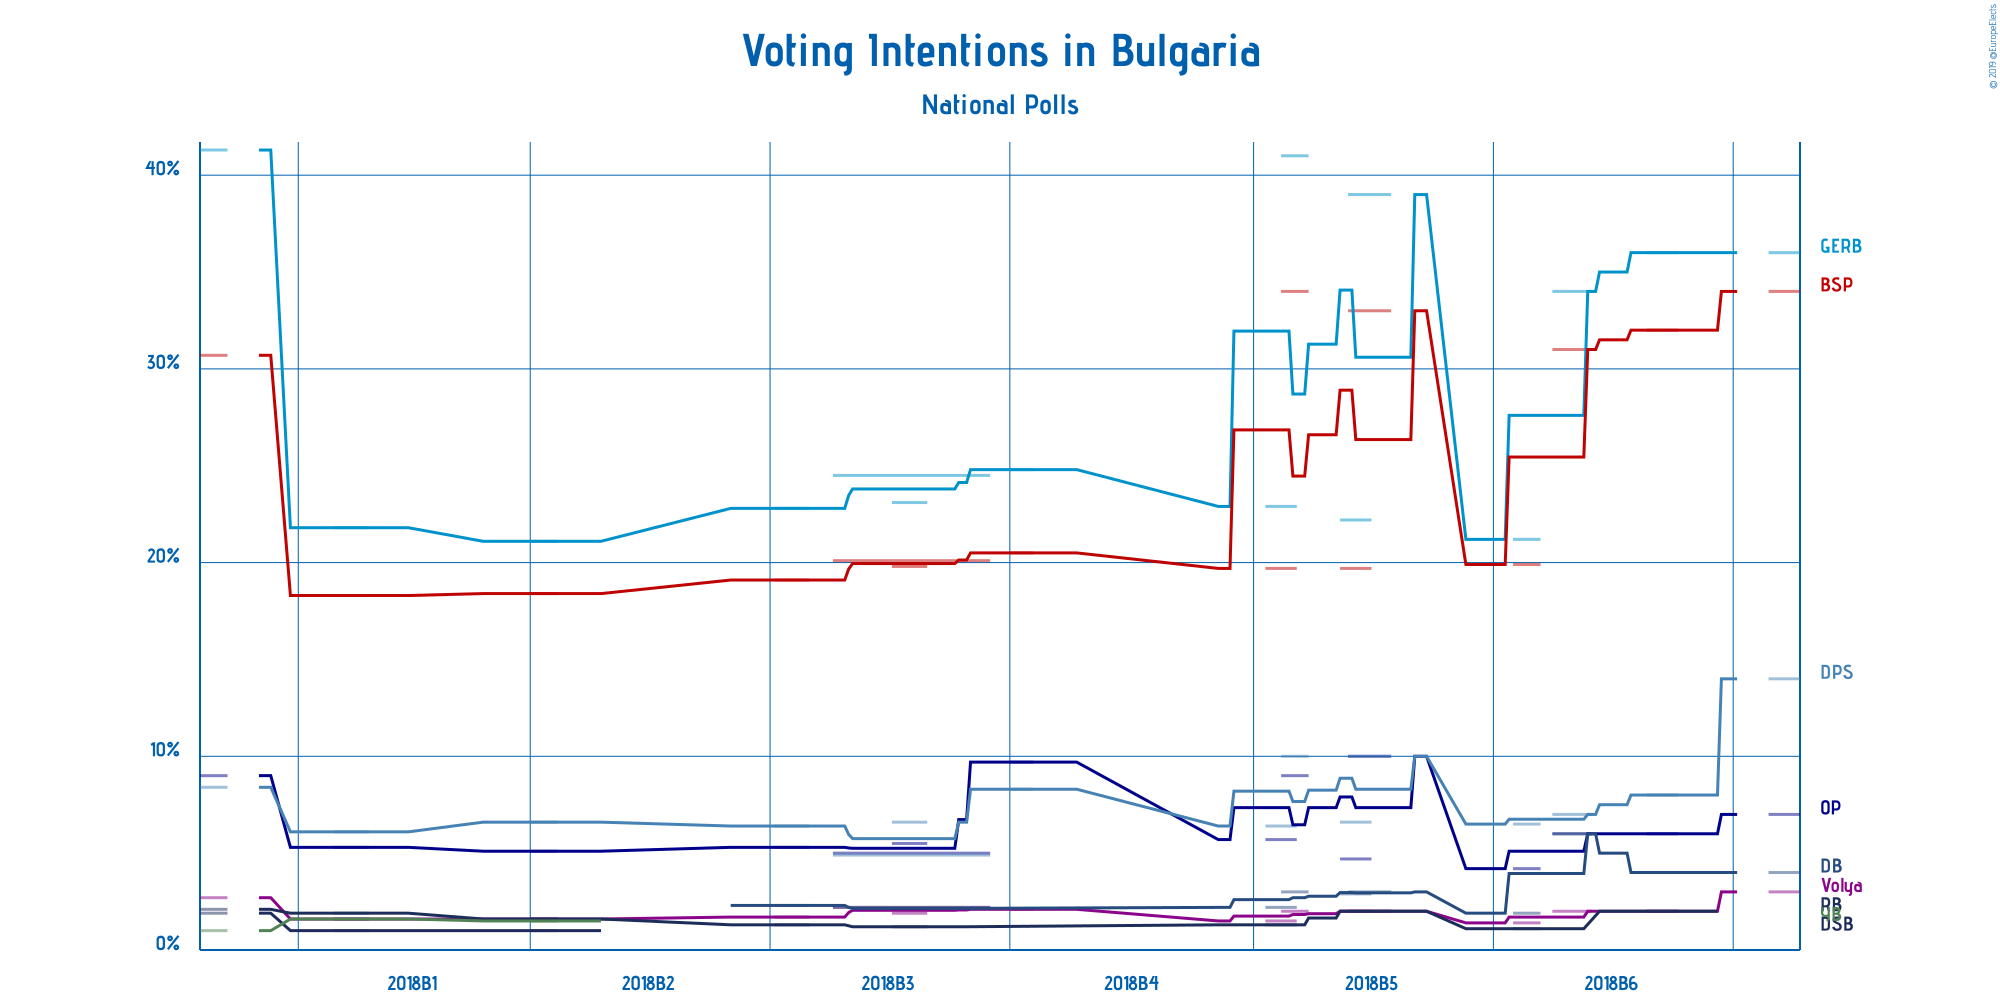 © 2019 @EuropeElects
Voting Intentions in Bulgaria
National Polls
40%
30%
20%
10%
0%
GERB
BSP
DPS
OP
DB
Volya
DSB
2018B1
2018B2
2018B3
2018B4
2018B5
2018B6